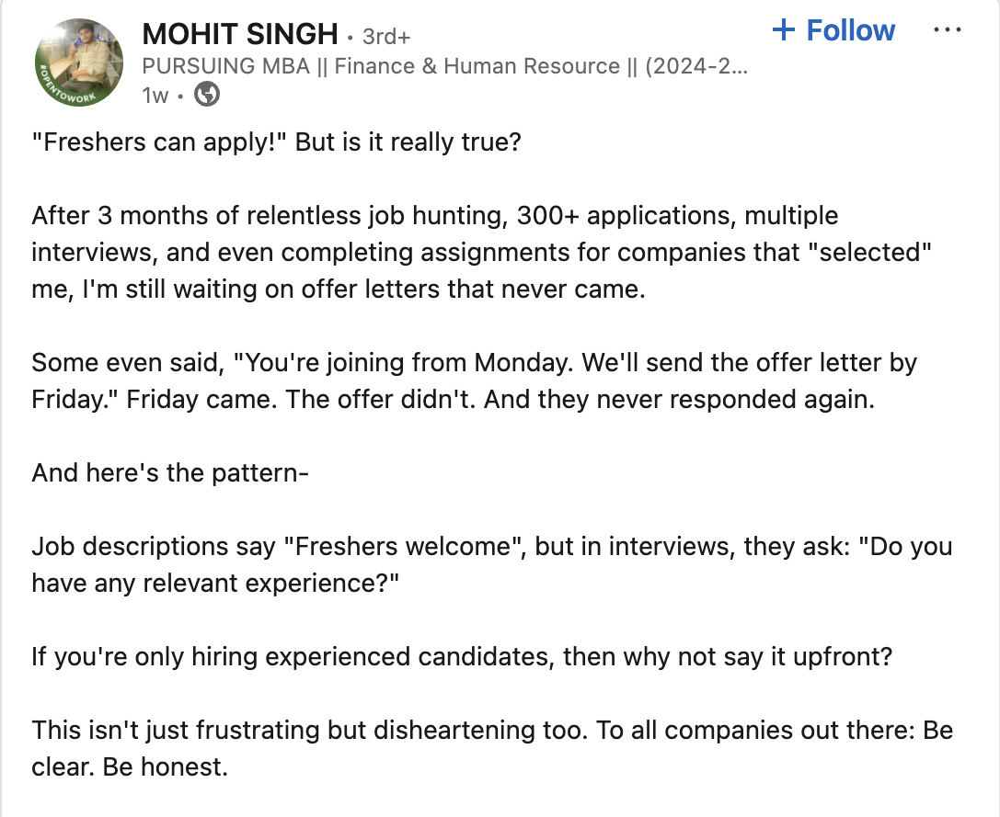 MOHIT SINGH • 3rd+
+ Follow ...
PURSUING MBA || Finance & Human Resource || (2024-2...
1w •
#OPENTOWORK
"Freshers can apply!" But is it really true?
After 3 months of relentless job hunting, 300+ applications, multiple
interviews, and even completing assignments for companies that "selected"
me, I'm still waiting on offer letters that never came.
Some even said, "You're joining from Monday. We'll send the offer letter by
Friday." Friday came. The offer didn't. And they never responded again.
And here's the pattern-
Job descriptions say "Freshers welcome", but in interviews, they ask: "Do you
have any relevant experience?"
If you're only hiring experienced candidates, then why not say it upfront?
This isn't just frustrating but disheartening too. To all companies out there: Be
clear. Be honest.